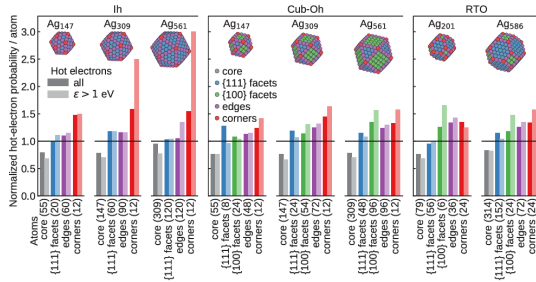 Ih
Cub-Oh
RTO
Ag147
Ag309
Ag561
Ag147
Ag309
Ag561
Ag201
Ag586
Normalized hot-electron probability / atom
3.0
2.5
2.0
1.5
1.0
0.5
0.0
Hot electrons
all
ε > 1 eV
core
{111} facets
{100} facets
edges
corners
Atoms
core (55)
{111} facets (20)
edges (60)
corners (12)
core (147)
{111} facets (60)
edges (90)
corners (12)
core (309)
{111} facets (120)
edges (120)
corners (12)
core (55)
{111} facets (8)
{100} facets (24)
edges (48)
corners (12)
core (147)
{111} facets (24)
{100} facets (54)
edges (72)
corners (12)
core (309)
{111} facets (48)
{100} facets (96)
edges (96)
corners (12)
core (79)
{111} facets (56)
{100} facets (6)
edges (36)
corners (24)
core (314)
{111} facets (152)
{100} facets (24)
edges (72)
corners (24)